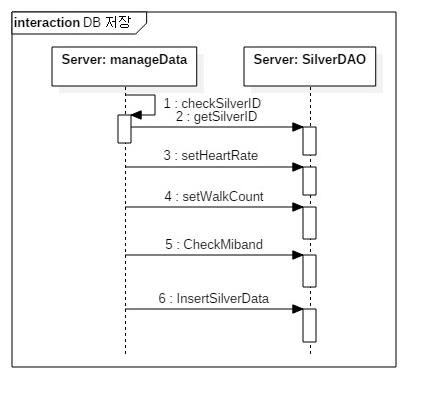 interaction DB 저장
Server: manageData
Server: SilverDAO
1 : checkSilverID
2 : getSilverID
3 : setHeartRate
4 : setWalkCount
5 : CheckMiband
6 : InsertSilverData